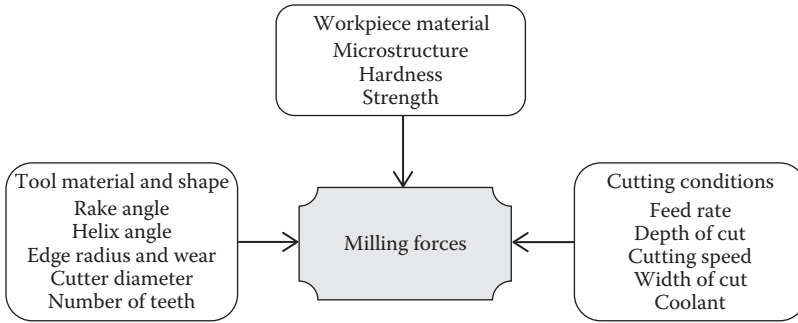 Workpiece material
Microstructure
Hardness
Strength
Tool material and shape
Rake angle
Helix angle
Edge radius and wear
Cutter diameter
Number of teeth
Milling forces
Cutting conditions
Feed rate
Depth of cut
Cutting speed
Width of cut
Coolant